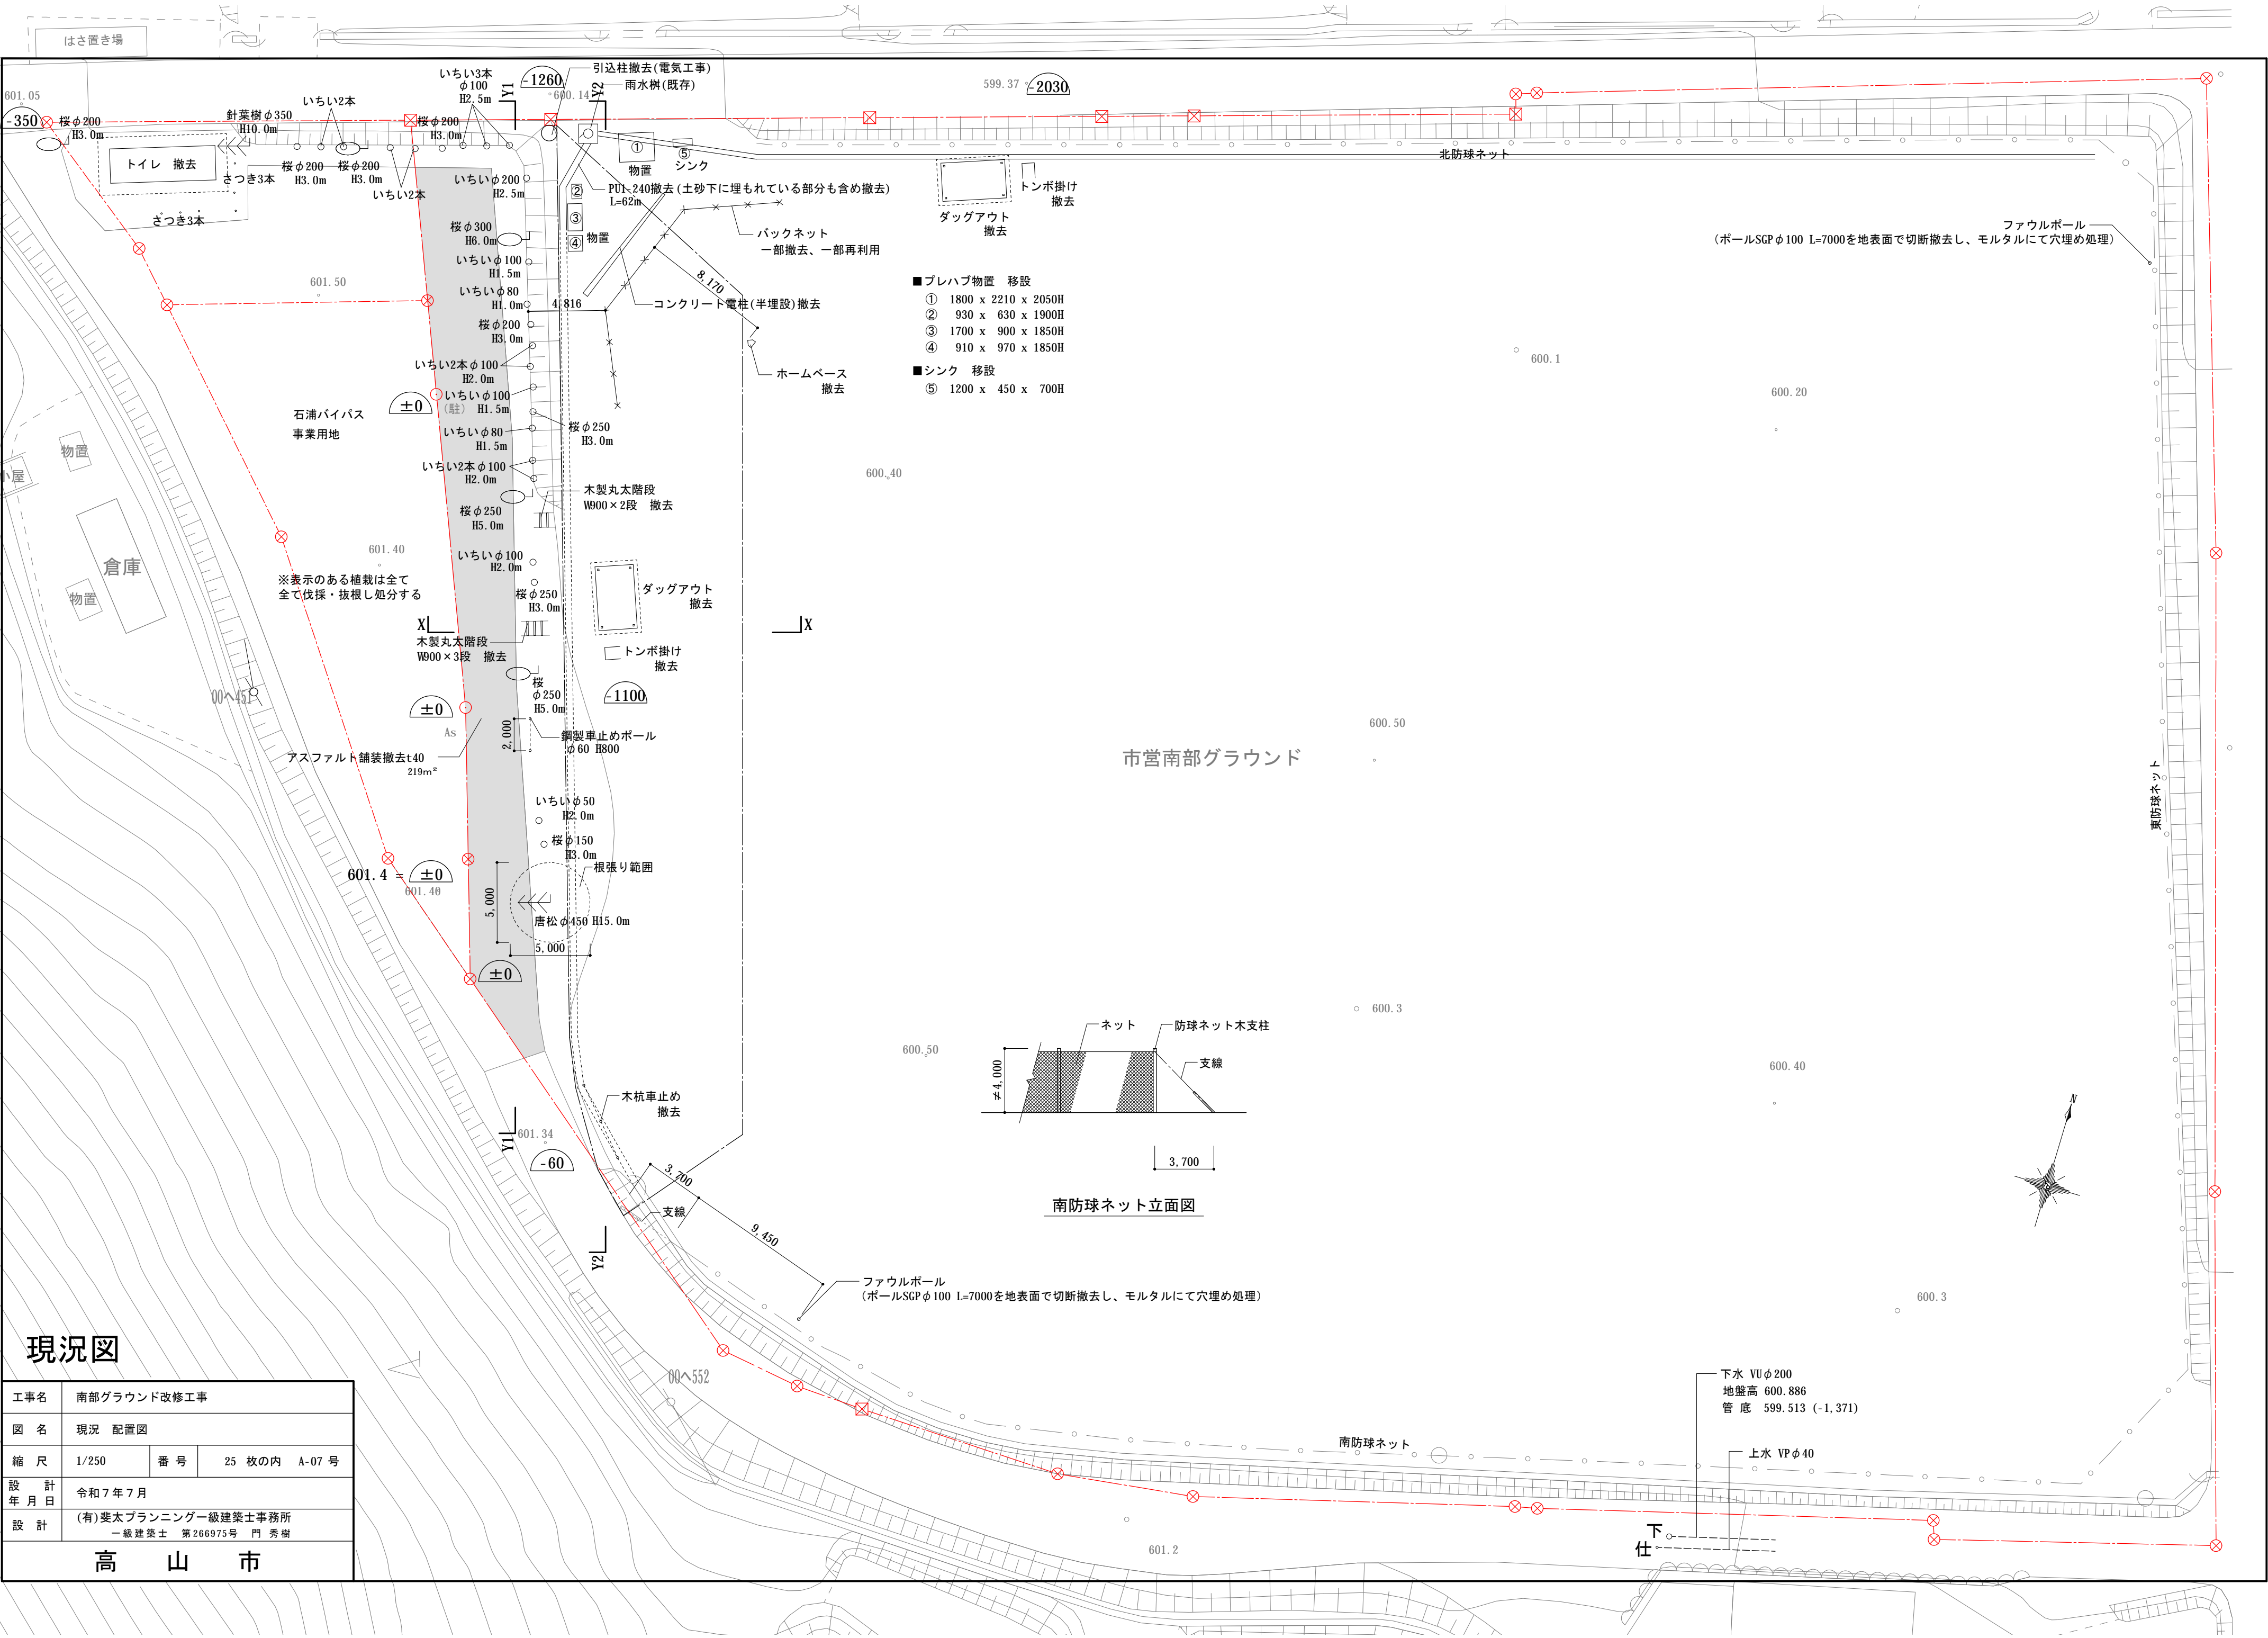 はさ置き場
601.05
-350
桜φ200
H3.0m
トイレ 撤去
針葉樹φ350
H10.0m
いちい2本
いちい3本
φ100
H2.5m
桜φ200
H3.0m
桜φ200
H3.0m
桜φ200
H3.0m
いちい2本
さつき3本
さつき3本
Y1
-1260
600.14
Y2
引込柱撤去(電気工事)
雨水桝(既存)
599.37
-2030
①
物置
⑤
シンク
②
③
④ 物置
PU1-240撤去(土砂下に埋もれている部分も含め撤去)
L=62m
バックネット
一部撤去、一部再利用
8,170
コンクリート電柱(半埋設)撤去
4,816
ホームベース
撤去
ダッグアウト
撤去
トンボ掛け
撤去
北防球ネット
ファウルポール
(ポールSGPφ100 L=7000を地表面で切断撤去し、モルタルにて穴埋め処理)
■プレハブ物置 移設
① 1800 x 2210 x 2050H
② 930 x 630 x 1900H
③ 1700 x 900 x 1850H
④ 910 x 970 x 1850H
■シンク 移設
⑤ 1200 x 450 x 700H
いちいφ200
H2.5m
桜φ300
H6.0m
いちいφ100
H1.5m
いちいφ80
H1.0m
桜φ200
H3.0m
いちい2本φ100
H2.0m
いちいφ100
(駐) H1.5m
いちいφ80
H1.5m
桜φ250
H3.0m
いちい2本φ100
H2.0m
桜φ250
H5.0m
木製丸太階段
W900×2段 撤去
いちいφ100
H2.0m
桜φ250
H3.0m
601.50
±0
石浦バイパス
事業用地
物置
小屋
倉庫
物置
601.40
※表示のある植栽は全て
全て伐採・抜根し処分する
X
X
木製丸太階段
W900×3段 撤去
ダッグアウト
撤去
トンボ掛け
撤去
-1100
桜
φ250
H5.0m
00へ451
±0
As
2,000
鋼製車止めポール
φ60 H800
アスファルト舗装撤去t40
219m²
いちいφ50
H2.0m
桜φ150
H3.0m
根張り範囲
601.4 = ±0
601.40
5,000
唐松φ450 H15.0m
5,000
±0
600.1
600.20
600.40
600.50
市営南部グラウンド
東防球ネット
600.3
600.50
600.40
N
ネット
防球ネット木支柱
支線
≠4,000
3,700
南防球ネット立面図
木杭車止め
撤去
Y1
601.34
-60
3,700
支線
9,450
Y2
ファウルポール
(ポールSGPφ100 L=7000を地表面で切断撤去し、モルタルにて穴埋め処理)
600.3
00へ552
南防球ネット
下水 VUφ200
地盤高 600.886
管 底 599.513 (-1,371)
上水 VPφ40
下
仕
601.2
現況図
工事名 南部グラウンド改修工事
図 名 現況 配置図
縮 尺 1/250 番 号 25 枚の内 A-07 号
設 計
年 月 日 令和7年7月
設 計 (有)斐太プランニング一級建築士事務所
一級建築士 第266975号 門 秀樹
高 山 市